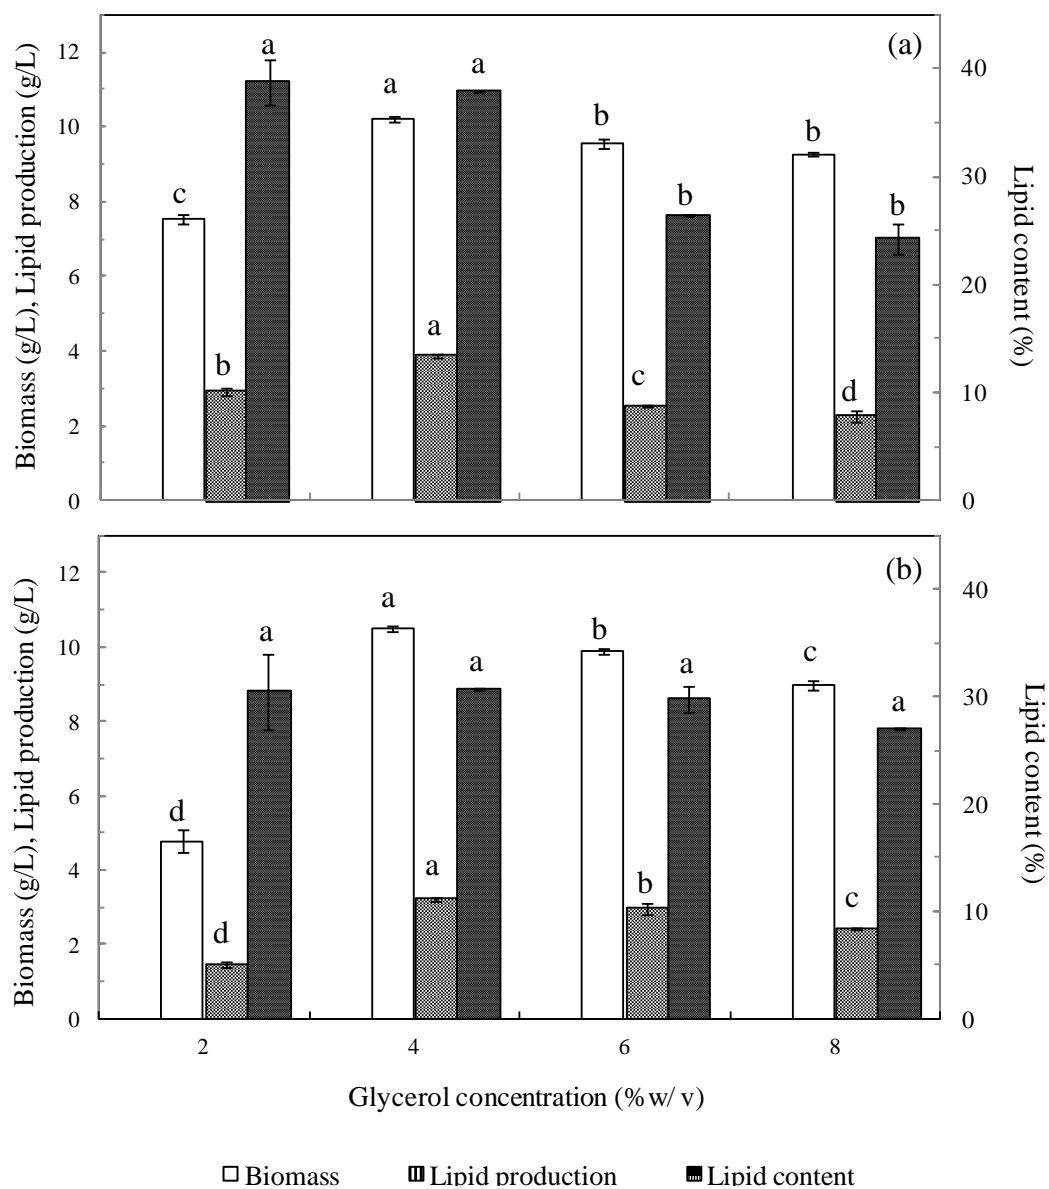 (a)
Biomass (g/L), Lipid production (g/L)
12
10
8
6
4
2
0
c
b
a
a
a
a
b
c
b
b
d
b
40
30
20
10
0
Lipid content (%)
(b)
Biomass (g/L), Lipid production (g/L)
12
10
8
6
4
2
0
d
d
a
a
a
a
b
b
a
c
c
a
40
30
20
10
0
Lipid content (%)
2 4 6 8
Glycerol concentration (%w/v)
Biomass Lipid production Lipid content